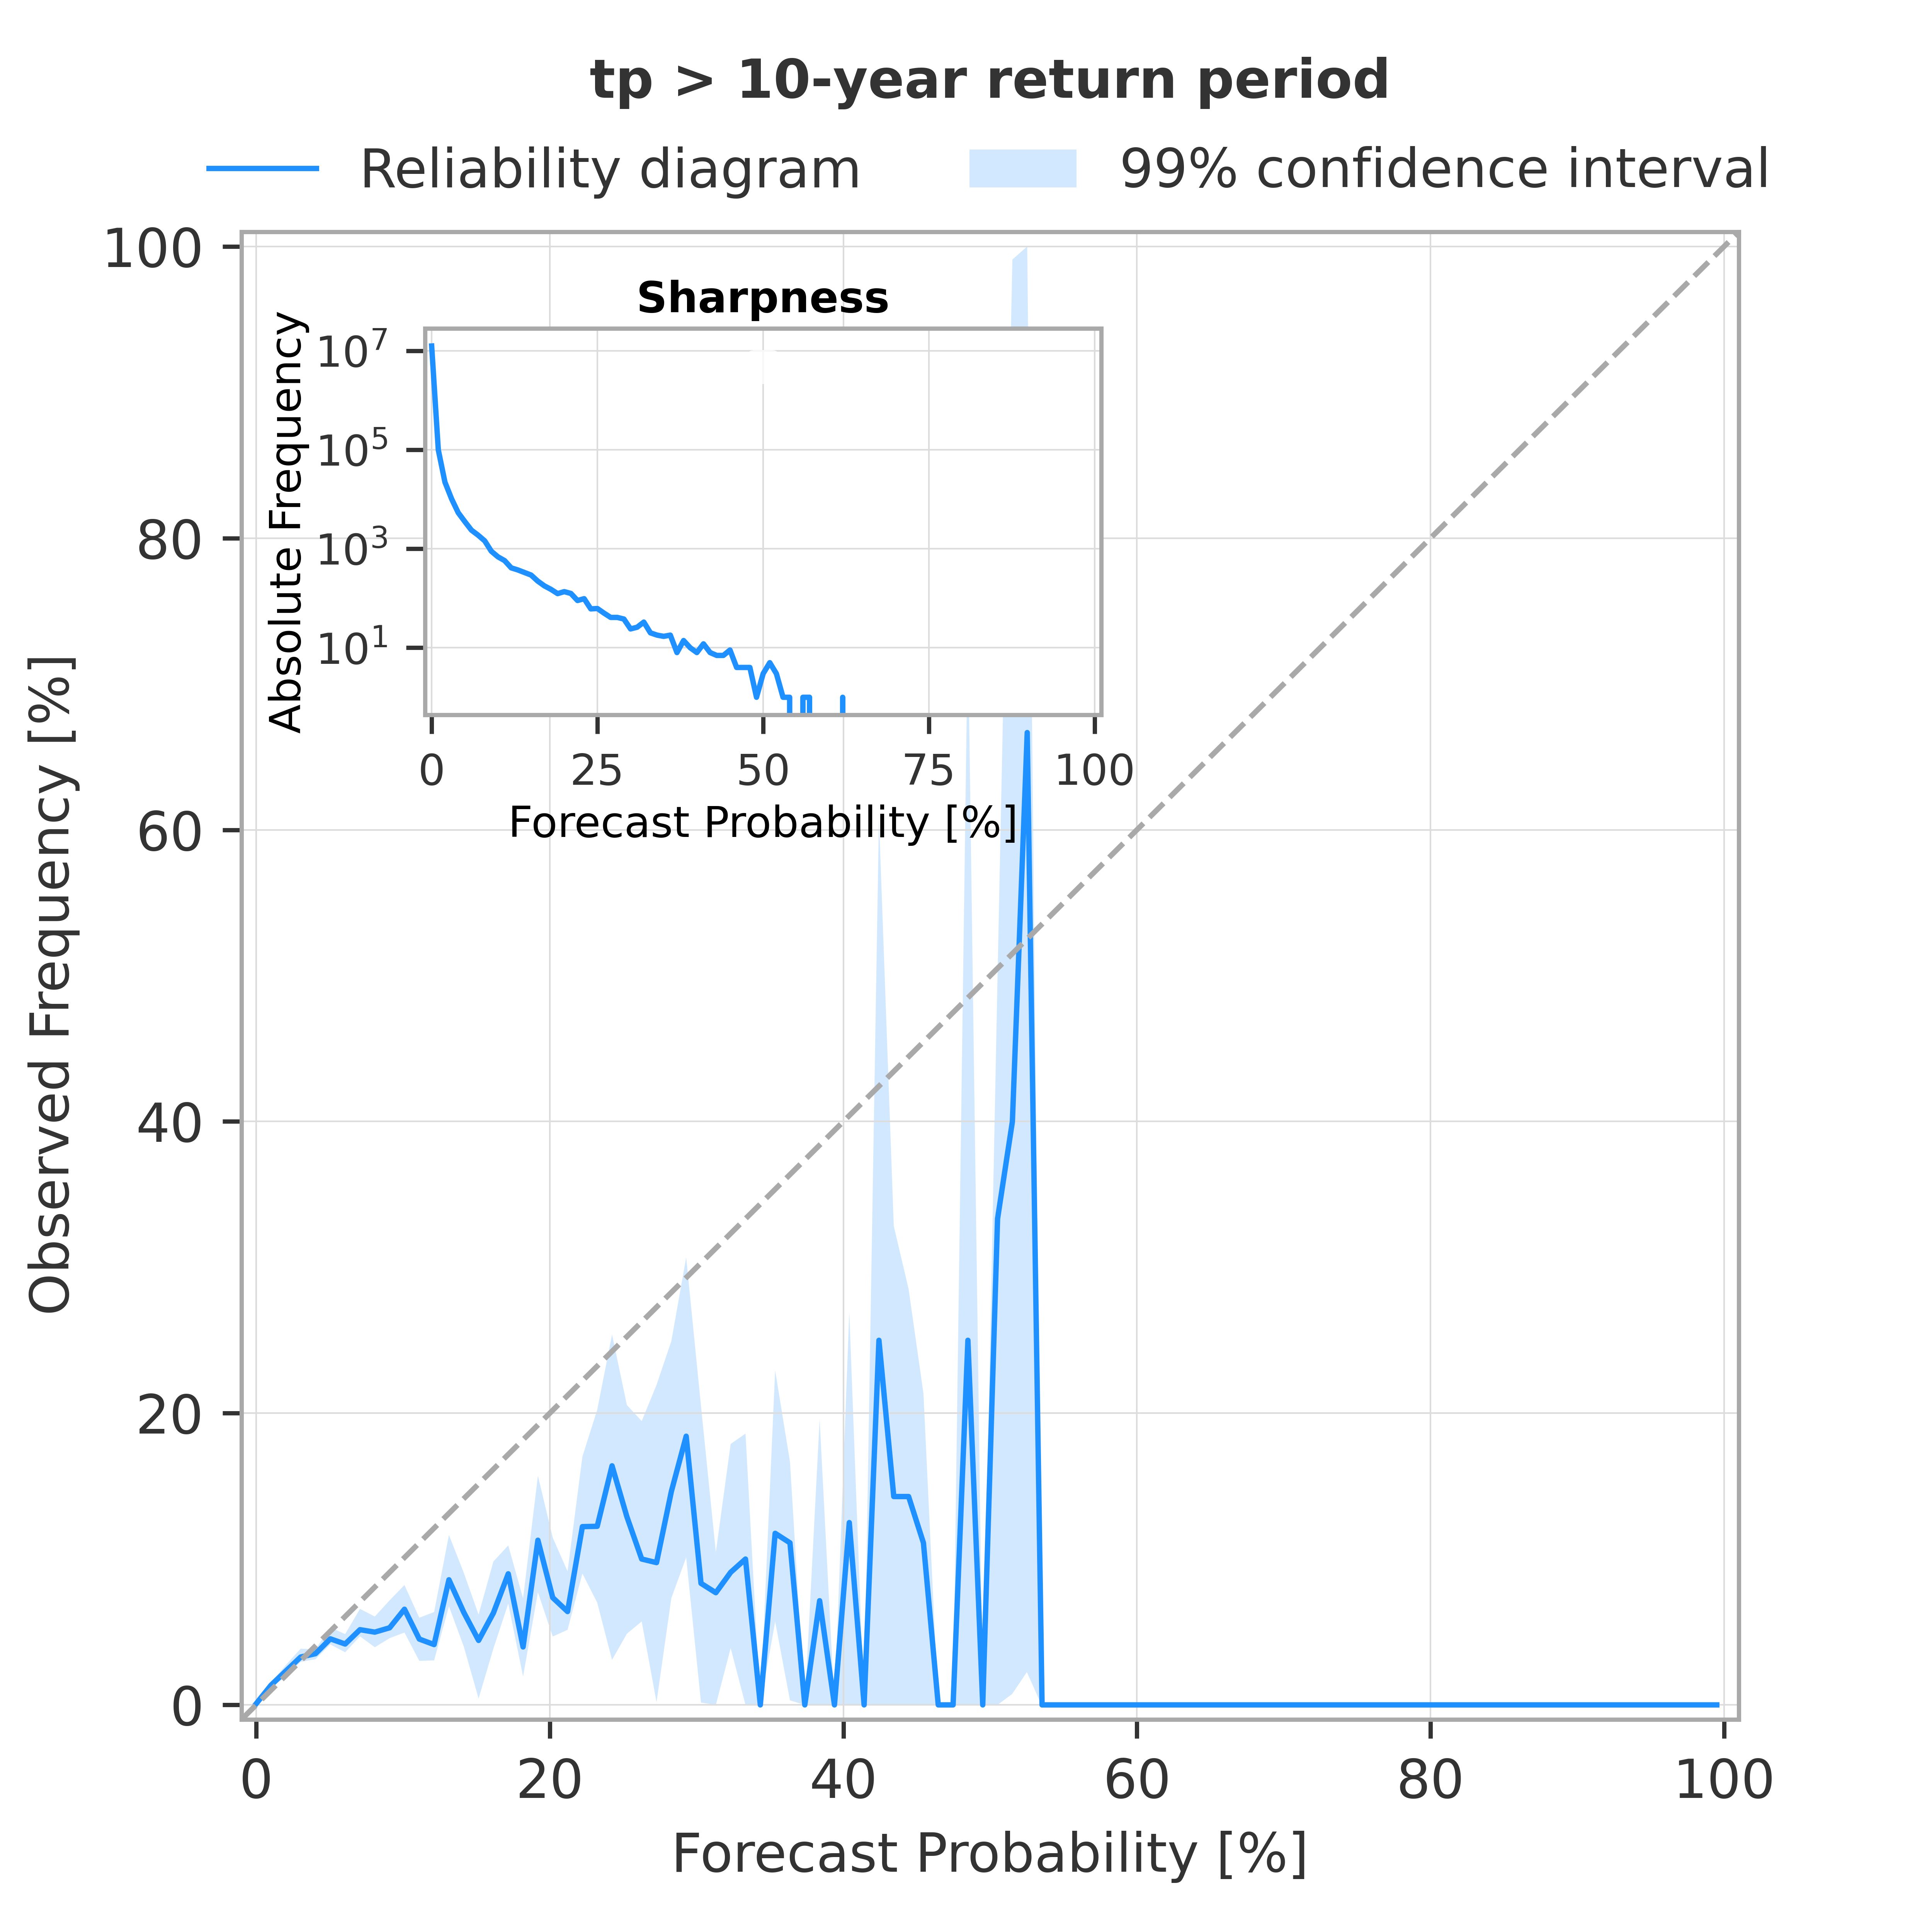 tp > 10-year return period
Reliability diagram
99% confidence interval
Sharpness
Absolute Frequency
10⁷
10⁵
10³
10¹
0 25 50 75 100
Forecast Probability [%]
Observed Frequency [%]
100
80
60
40
20
0
0 20 40 60 80 100
Forecast Probability [%]